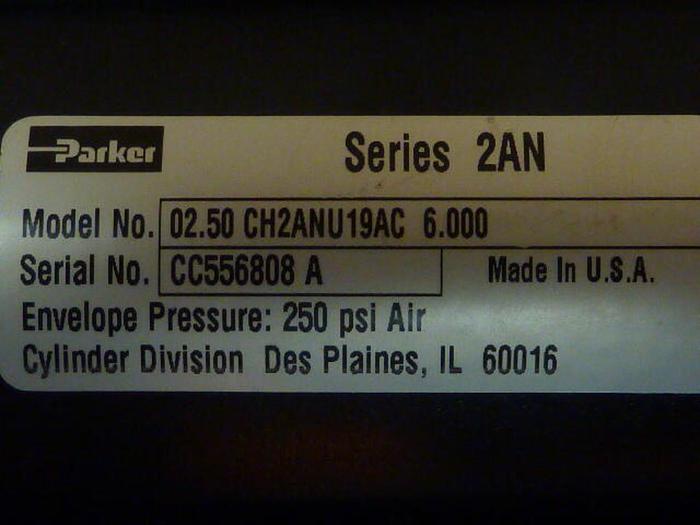 Parker
Series 2AN
Model No. 02.50 CH2ANU19AC 6.000
Serial No. CC556808 A
Made In U.S.A.
Envelope Pressure: 250 psi Air
Cylinder Division Des Plaines, IL 60016